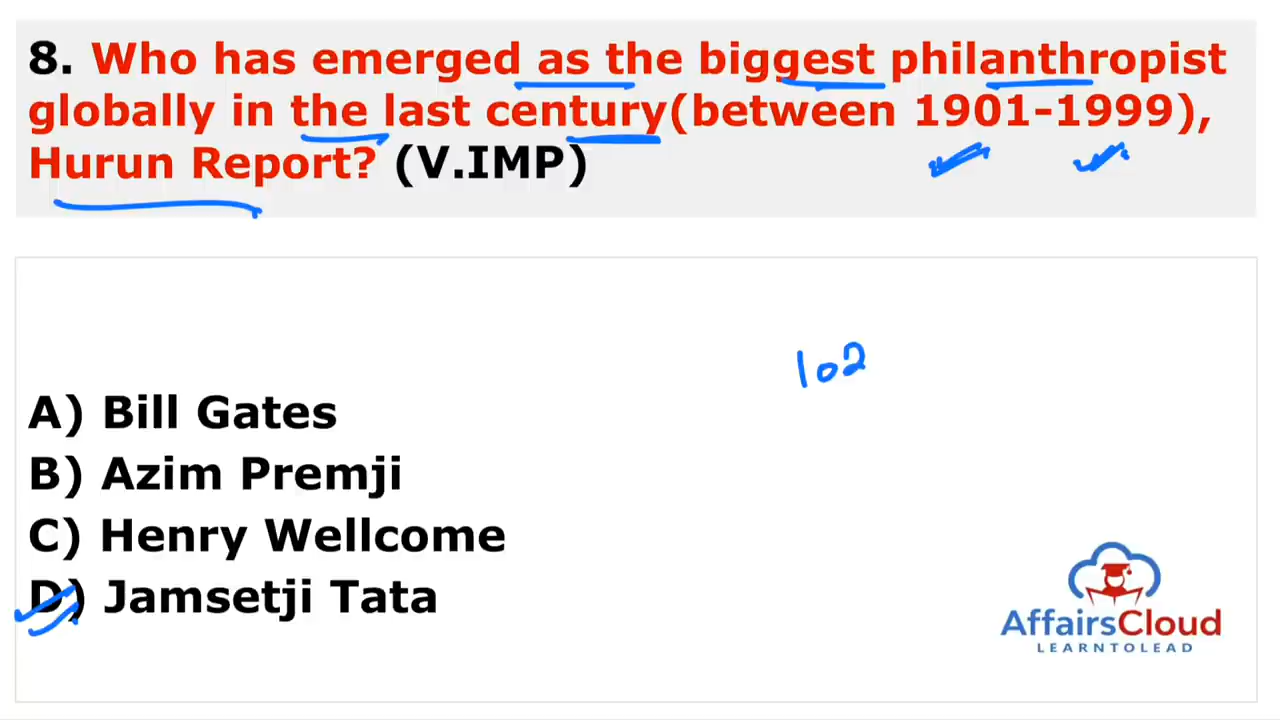 8. Who has emerged as the biggest philanthropist
globally in the last century(between 1901-1999),
Hurun Report? (V.IMP)
102
A) Bill Gates
B) Azim Premji
C) Henry Wellcome
D) Jamsetji Tata
AffairsCloud
LEARNTOLEAD